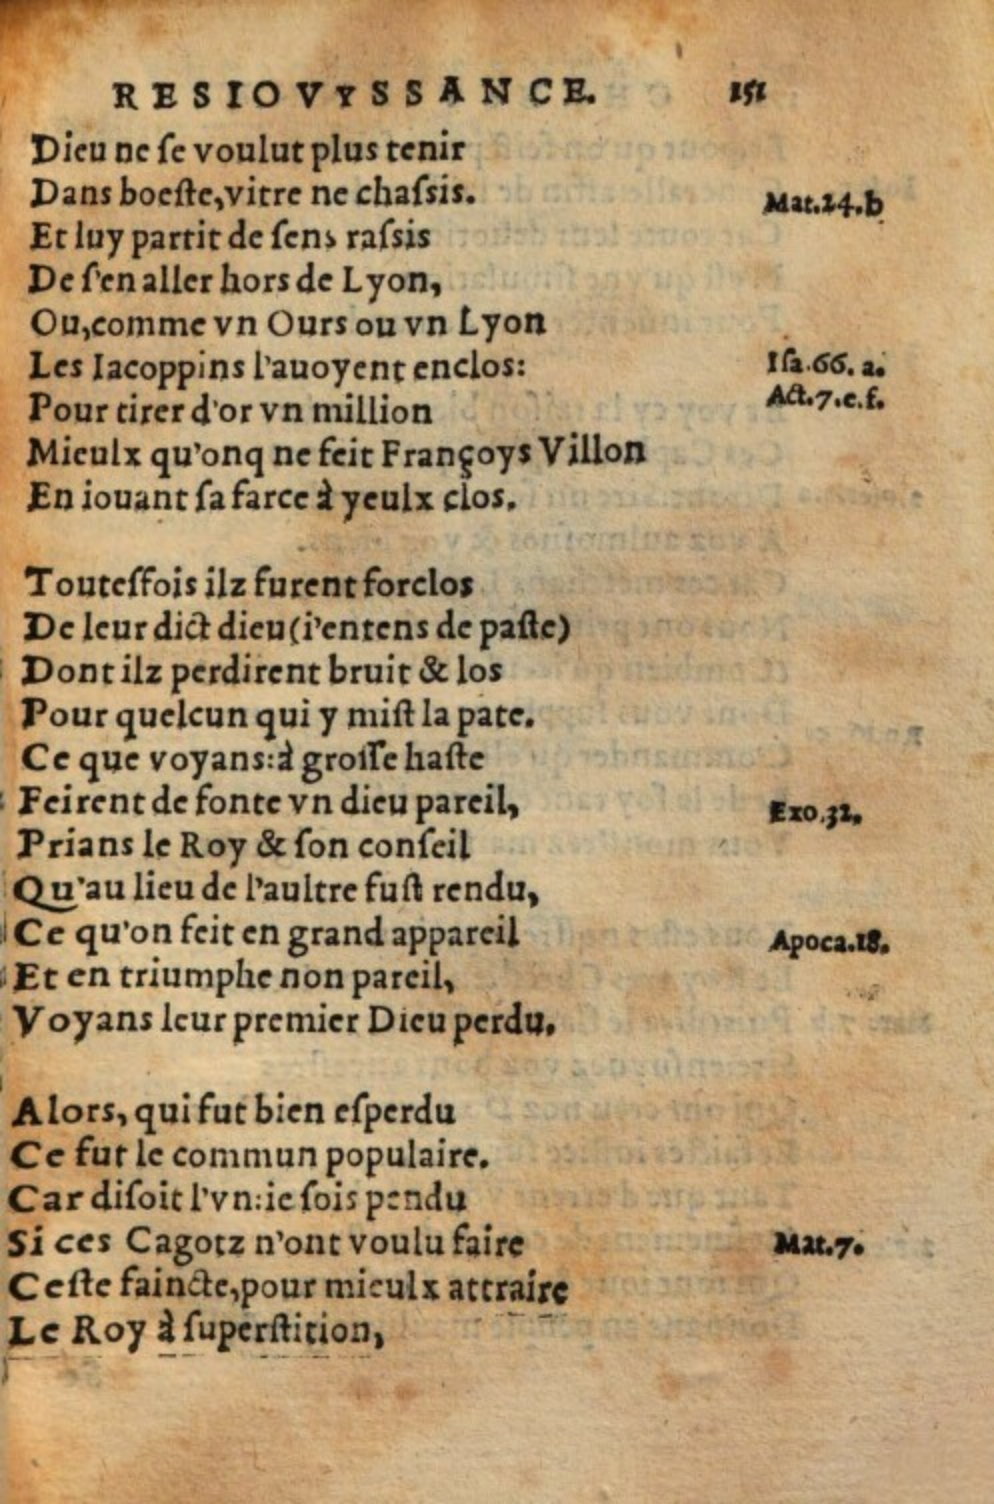 RESIOVYSSANCE. 151
Dieu ne ſe voulut plus tenir
Dans boeſte,vitre ne chaſsis.
Mat.24.b
Et luy partit de ſens raſsis
De ſ'en aller hors de Lyon,
Ou,comme vn Ours ou vn Lyon
Les Iacoppins l'auoyent enclos:
Iſa.66. a.
Act.7.e.f.
Pour tirer d'or vn million
Mieulx qu'onq ne feit Françoys Villon
En iouant ſa farce à yeulx clos.
Touteſfois ilz furent forclos
De leur dict dieu(i'entens de paſte)
Dont ilz perdirent bruit & los
Pour quelcun qui y miſt la pate.
Ce que voyans:à groiſſe haſte
Feirent de fonte vn dieu pareil,
Exo.32.
Prians le Roy & ſon conſeil
Qu'au lieu de l'aultre fuſt rendu,
Ce qu'on feit en grand appareil
Apoca.18.
Et en triumphe non pareil,
Voyans leur premier Dieu perdu.
Alors, qui fut bien eſperdu
Ce fut le commun populaire.
Car diſoit l'vn:ie ſois pendu
Si ces Cagotz n'ont voulu faire
Mat.7.
Ceſte faincte,pour mieulx attraire
Le Roy à ſuperſtition,